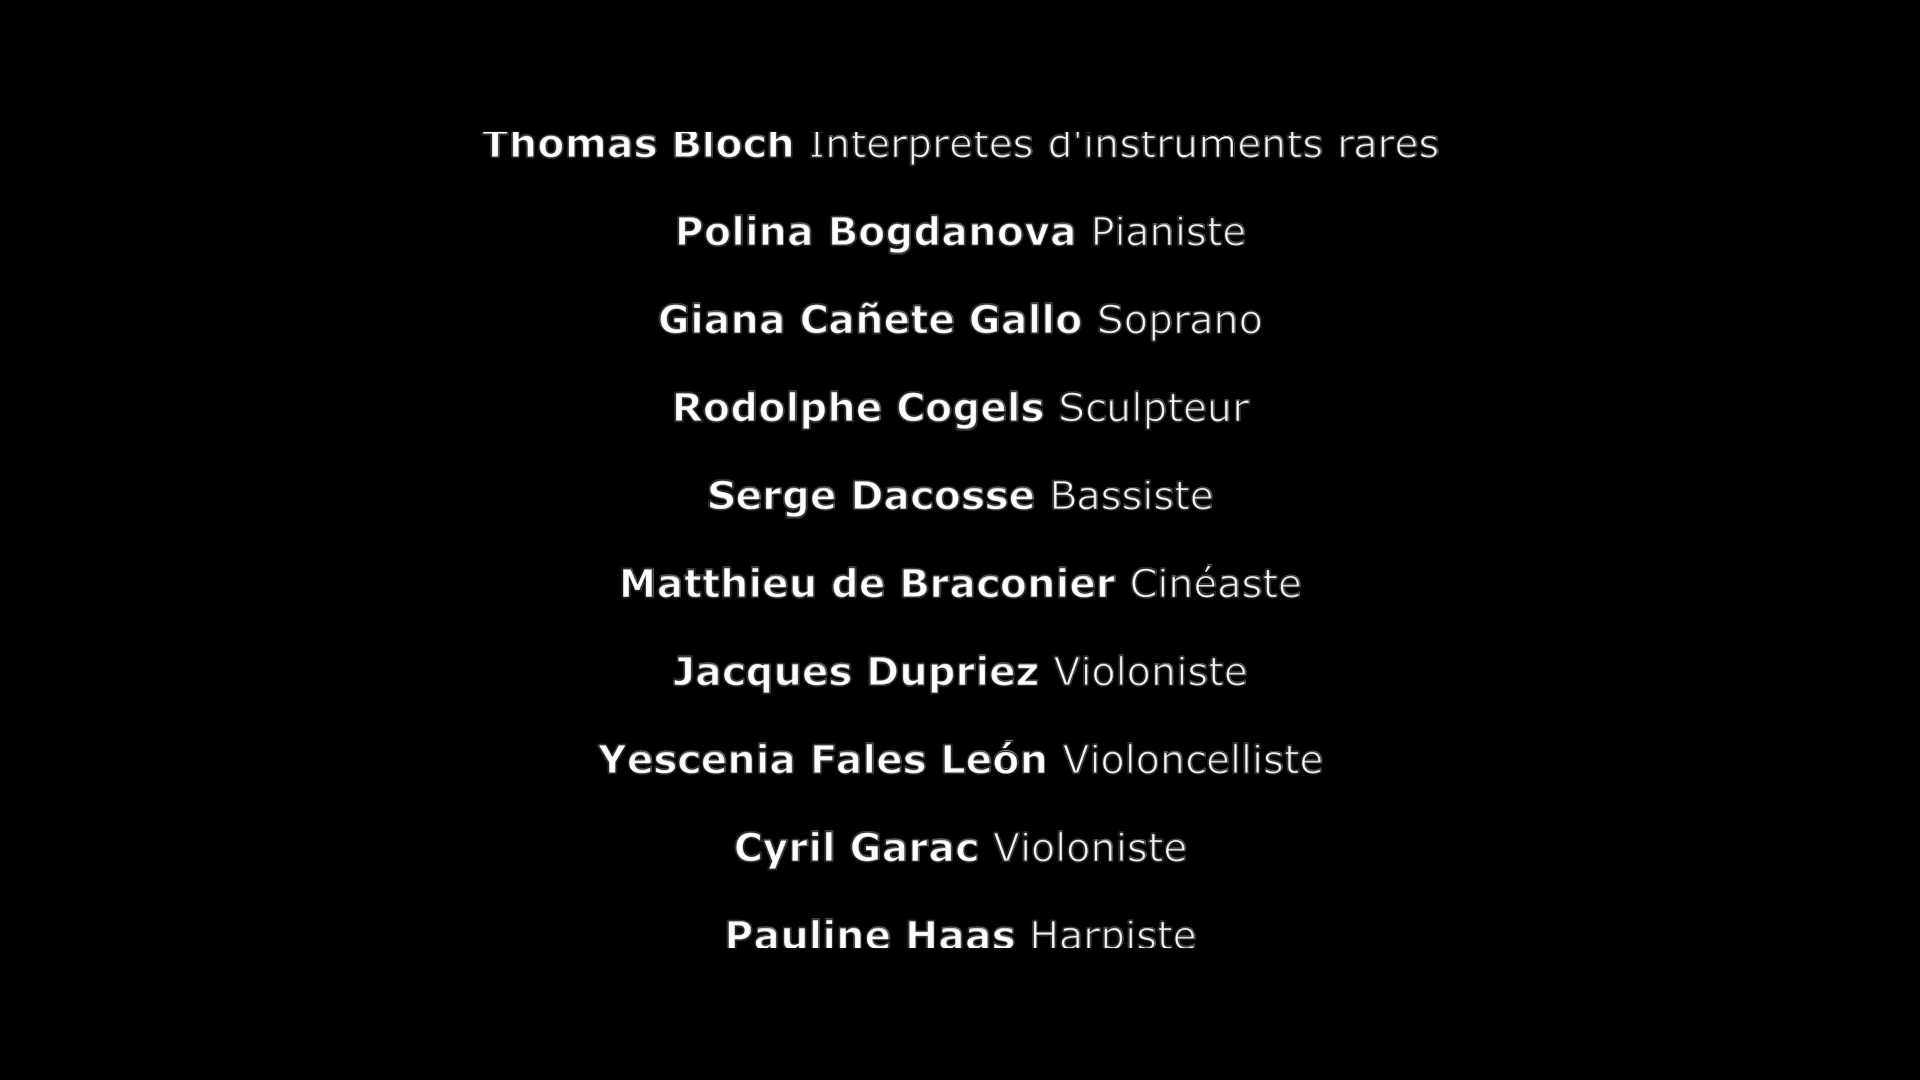 Thomas Bloch Interpretes d'instruments rares
Polina Bogdanova Pianiste
Giana Cañete Gallo Soprano
Rodolphe Cogels Sculpteur
Serge Dacosse Bassiste
Matthieu de Braconier Cinéaste
Jacques Dupriez Violoniste
Yescenia Fales León Violoncelliste
Cyril Garac Violoniste
Pauline Haas Harpiste